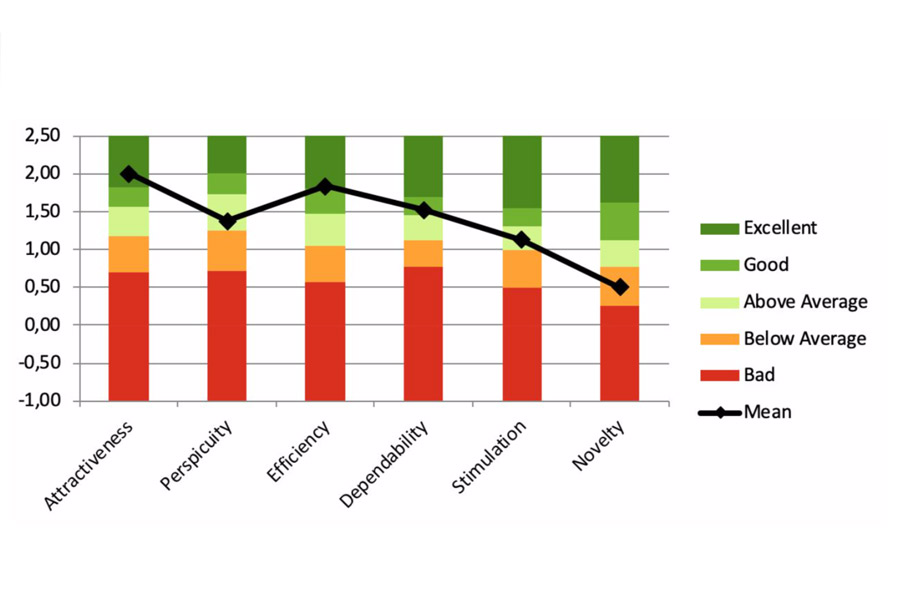 2,50
2,00
1,50
1,00
0,50
0,00
-0,50
-1,00
Attractiveness
Perspicuity
Efficiency
Dependability
Stimulation
Novelty
Excellent
Good
Above Average
Below Average
Bad
Mean